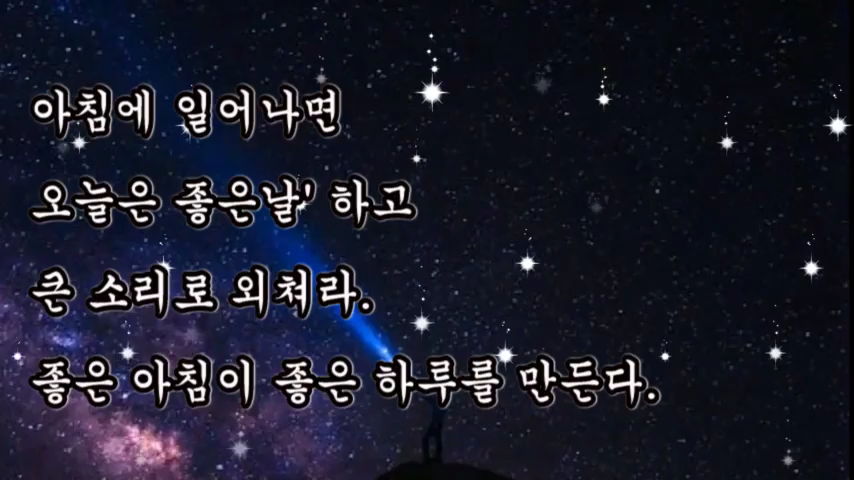 아침에 일어나면
오늘은 좋은날' 하고
큰 소리로 외쳐라.
좋은 아침이 좋은 하루를 만든다.